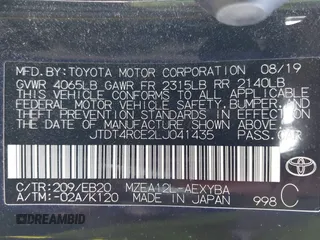 MFD.BY:TOYOTA MOTOR CORPORATION 08/19
GVWR 4065LB GAWR FR 2315LB RR 2140LB
THIS VEHICLE CONFORMS TO ALL APPLICABLE
FEDERAL MOTOR VEHICLE SAFETY, BUMPER, AND
THEFT PREVENTION STANDARDS IN EFFECT ON
THE DATE OF MANUFACTURE SHOWN ABOVE.
JTDT4RCE2LJ041435 PASS.CAR
C/TR:209/EB20 MZEA12L-AEXYBA
A/TM:-02A/K120 MADE IN JAPAN 998 C
TOYOTA
DREAMBID